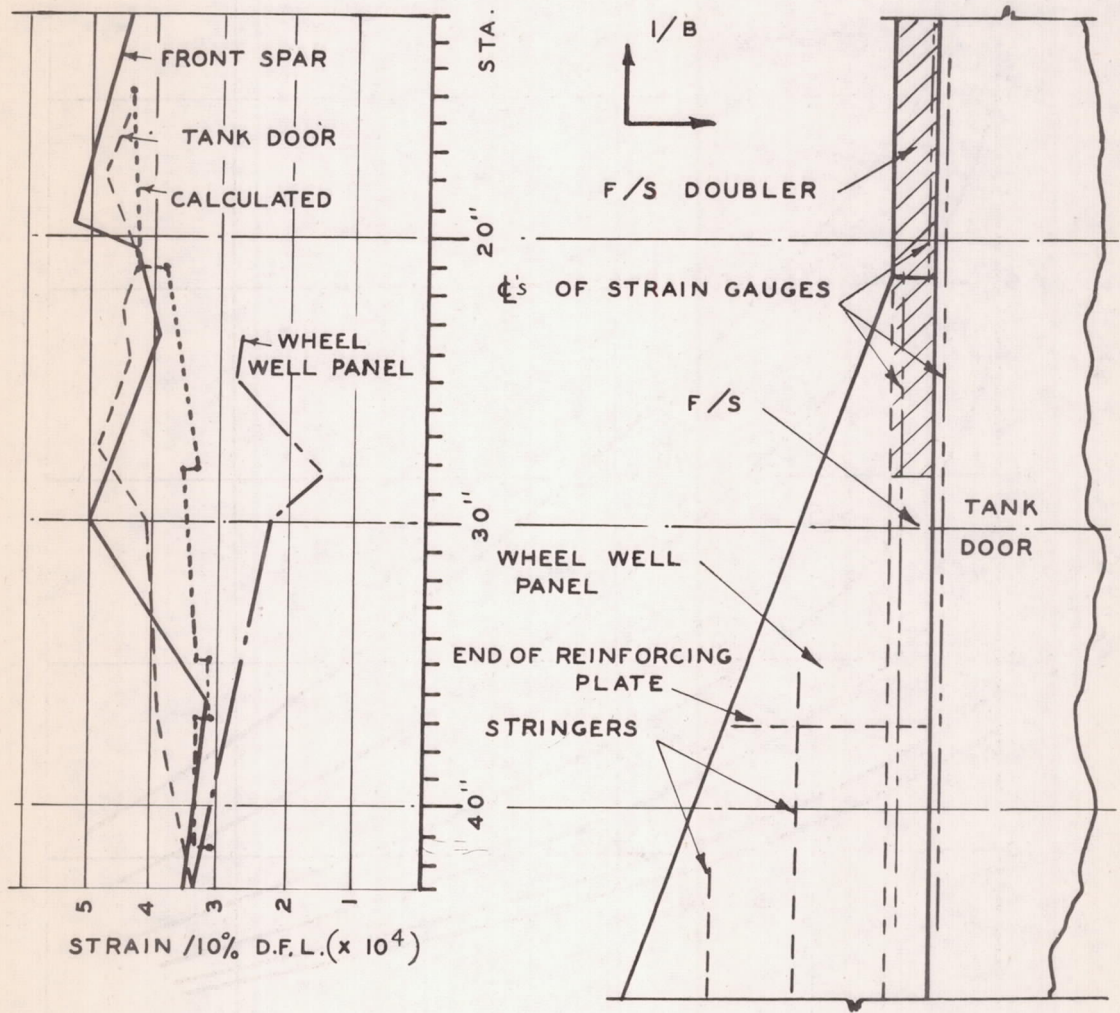 FRONT SPAR
TANK DOOR
CALCULATED
WHEEL
WELL PANEL
5 4 3 2 1
STRAIN /10% D.F.L.(x 10⁴)
STA.
20"
30"
40"
I/B
F/S DOUBLER
℄'s OF STRAIN GAUGES
F/S
TANK
DOOR
WHEEL WELL
PANEL
END OF REINFORCING
PLATE
STRINGERS